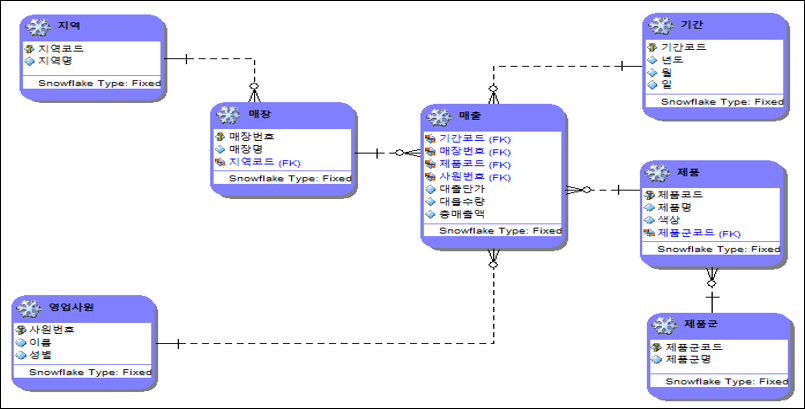 지역
지역코드
지역명
Snowflake Type: Fixed
매장
매장번호
매장명
지역코드 (FK)
Snowflake Type: Fixed
매출
기간코드 (FK)
매장번호 (FK)
제품코드 (FK)
사원번호 (FK)
대출단가
대읍수량
총매출액
Snowflake Type: Fixed
기간
기간코드
년도
월
일
Snowflake Type: Fixed
제품
제품코드
제품명
색상
제품군코드 (FK)
Snowflake Type: Fixed
영업사원
사원번호
이름
성별
Snowflake Type: Fixed
제품군
제품군코드
제품군명
Snowflake Type: Fixed